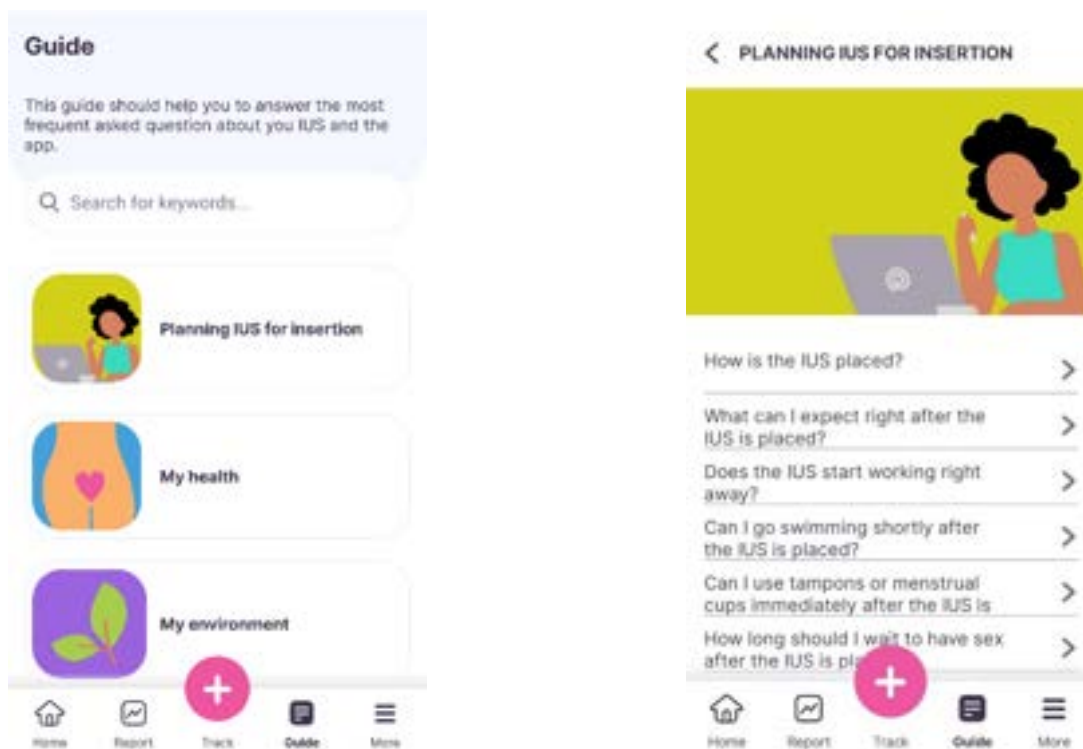 Guide
This guide should help you to answer the most
frequent asked question about you IUS and the
app.
Search for keywords...
Planning IUS for insertion
My health
My environment
Home Report Track Guide More
PLANNING IUS FOR INSERTION
How is the IUS placed?
What can I expect right after the
IUS is placed?
Does the IUS start working right
away?
Can I go swimming shortly after
the IUS is placed?
Can I use tampons or menstrual
cups immediately after the IUS is
How long should I wait to have sex
after the IUS is
Home Report Track Guide More